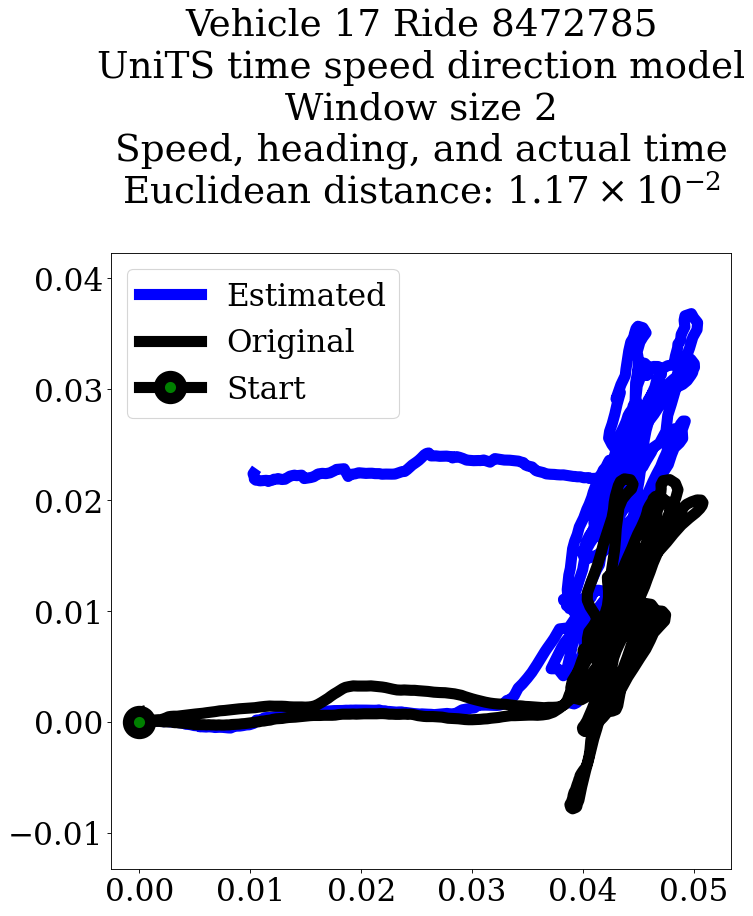 Vehicle 17 Ride 8472785
UniTS time speed direction model
Window size 2
Speed, heading, and actual time
Euclidean distance: 1.17 × 10⁻²
0.04
Estimated
Original
Start
0.03
0.02
0.01
0.00
−0.01
0.00 0.01 0.02 0.03 0.04 0.05